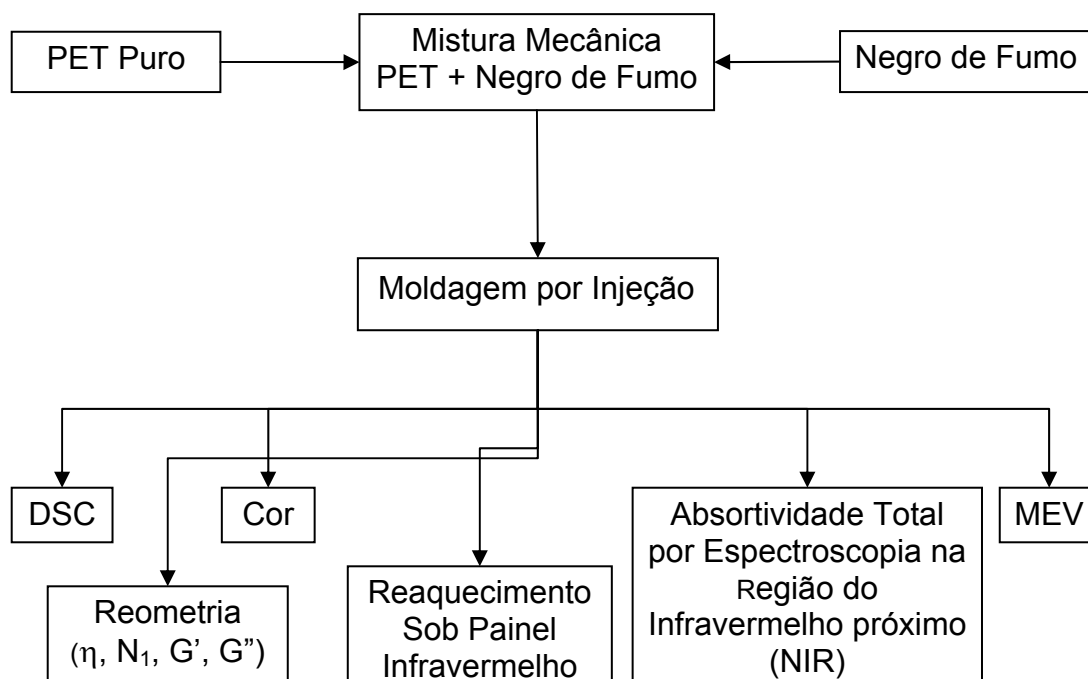 PET Puro
Mistura Mecânica
PET + Negro de Fumo
Negro de Fumo
Moldagem por Injeção
DSC
Cor
Absortividade Total
por Espectroscopia na
Região do
Infravermelho próximo
(NIR)
MEV
Reometria
(η, N₁, G’, G”)
Reaquecimento
Sob Painel
Infravermelho